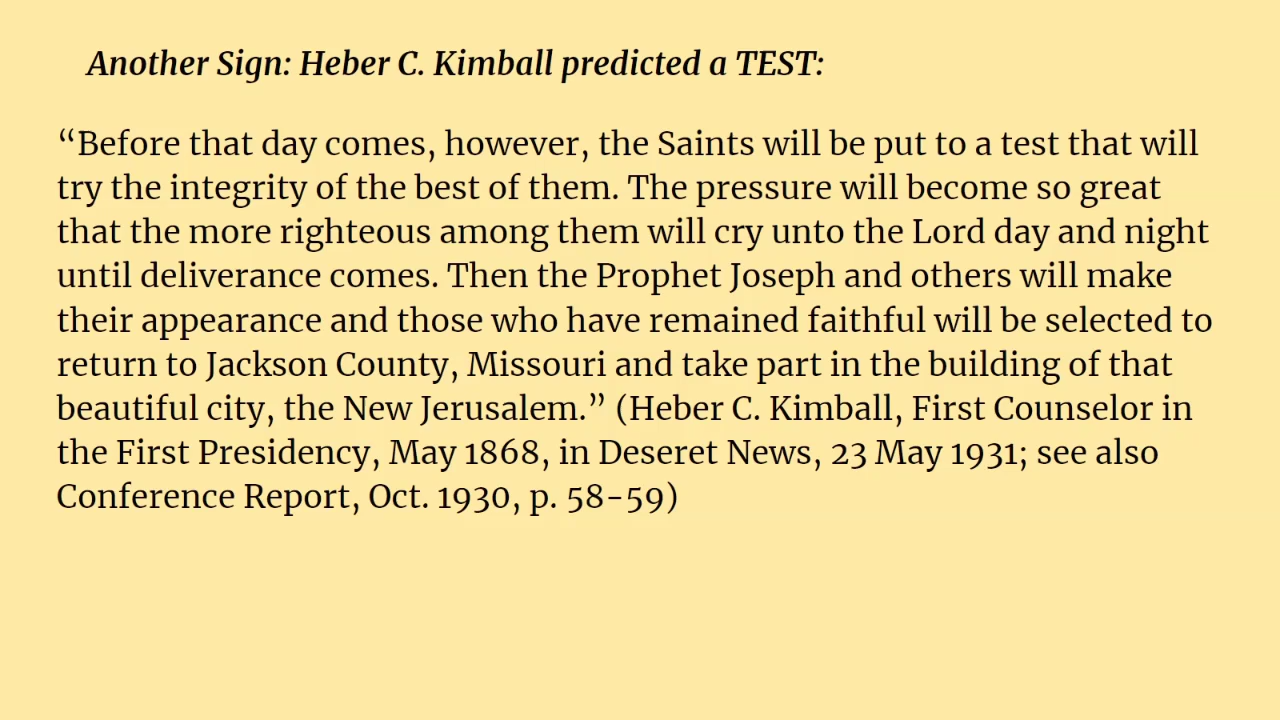 Another Sign: Heber C. Kimball predicted a TEST:
“Before that day comes, however, the Saints will be put to a test that will
try the integrity of the best of them. The pressure will become so great
that the more righteous among them will cry unto the Lord day and night
until deliverance comes. Then the Prophet Joseph and others will make
their appearance and those who have remained faithful will be selected to
return to Jackson County, Missouri and take part in the building of that
beautiful city, the New Jerusalem.” (Heber C. Kimball, First Counselor in
the First Presidency, May 1868, in Deseret News, 23 May 1931; see also
Conference Report, Oct. 1930, p. 58-59)